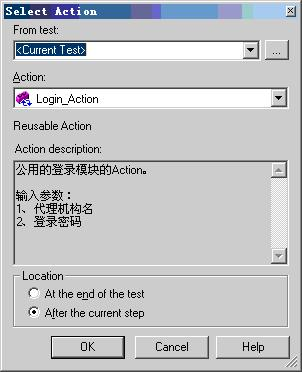 Select Action
From test:
<Current Test>
...
Action:
Login_Action
Reusable Action
Action description:
公用的登录模块的Action。
输入参数：
1、代理机构名
2、登录密码
Location
At the end of the test
After the current step
OK Cancel Help